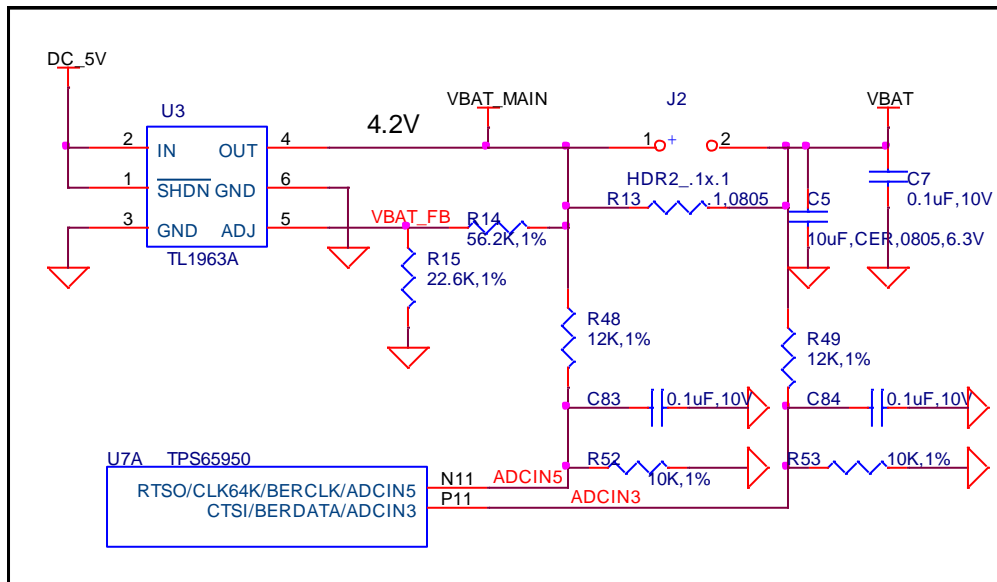 DC_5V
U3
4.2V
VBAT_MAIN
J2
VBAT
2 IN OUT 4
1 SHDN GND 6
3 GND ADJ 5
TL1963A
1 + 2
HDR2_.1x.1
R13 .1,0805
C5
10uF,CER,0805,6.3V
C7
0.1uF,10V
VBAT_FB
R14
56.2K,1%
R15
22.6K,1%
R48
12K,1%
R49
12K,1%
C83 0.1uF,10V
C84 0.1uF,10V
R52
10K,1%
R53 10K,1%
U7A TPS65950
RTSO/CLK64K/BERCLK/ADCIN5 N11 ADCIN5
CTSI/BERDATA/ADCIN3 P11 ADCIN3